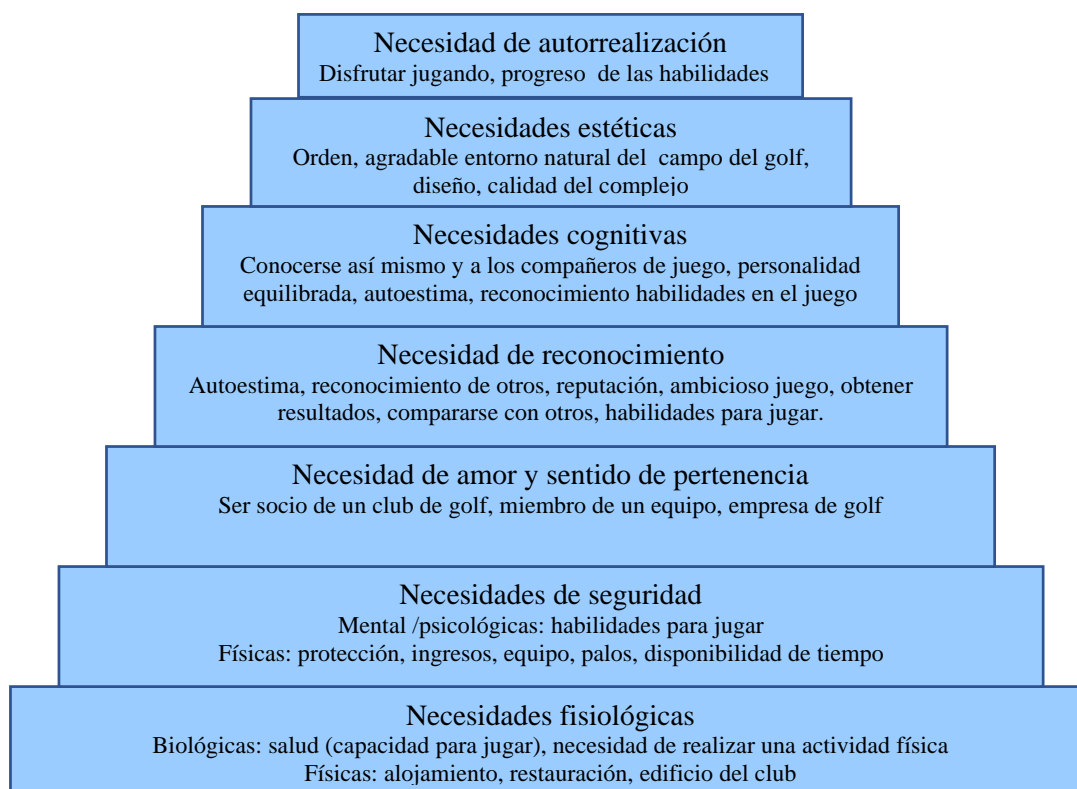 Necesidad de autorrealización
Disfrutar jugando, progreso de las habilidades
Necesidades estéticas
Orden, agradable entorno natural del campo del golf,
diseño, calidad del complejo
Necesidades cognitivas
Conocerse así mismo y a los compañeros de juego, personalidad
equilibrada, autoestima, reconocimiento habilidades en el juego
Necesidad de reconocimiento
Autoestima, reconocimiento de otros, reputación, ambicioso juego, obtener
resultados, compararse con otros, habilidades para jugar.
Necesidad de amor y sentido de pertenencia
Ser socio de un club de golf, miembro de un equipo, empresa de golf
Necesidades de seguridad
Mental /psicológicas: habilidades para jugar
Físicas: protección, ingresos, equipo, palos, disponibilidad de tiempo
Necesidades fisiológicas
Biológicas: salud (capacidad para jugar), necesidad de realizar una actividad física
Físicas: alojamiento, restauración, edificio del club